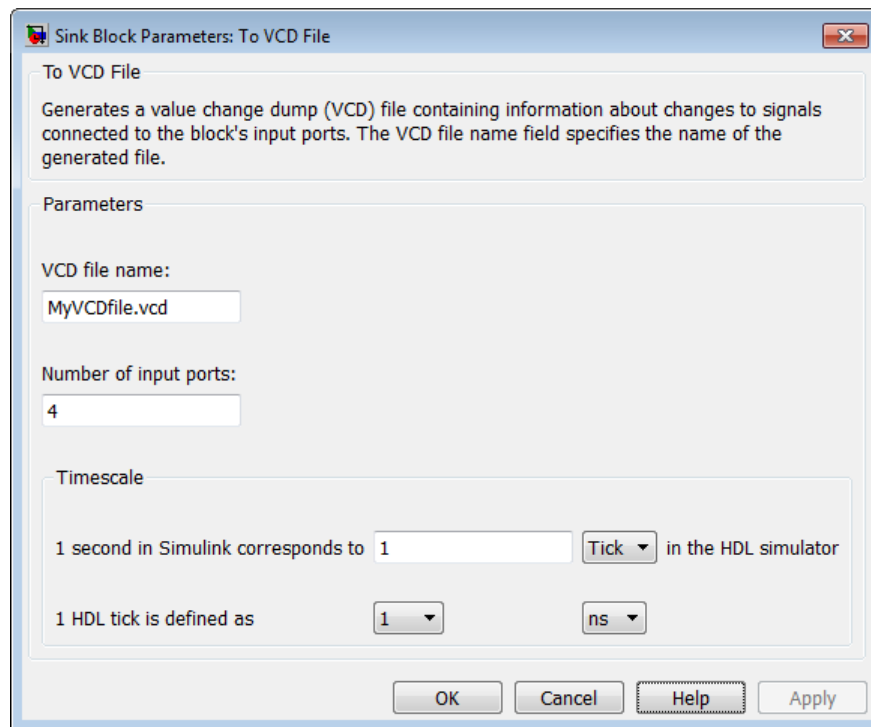 Sink Block Parameters: To VCD File
To VCD File
Generates a value change dump (VCD) file containing information about changes to signals
connected to the block's input ports. The VCD file name field specifies the name of the
generated file.
Parameters
VCD file name:
MyVCDfile.vcd
Number of input ports:
4
Timescale
1 second in Simulink corresponds to 1 Tick in the HDL simulator
1 HDL tick is defined as 1 ns
OK Cancel Help Apply